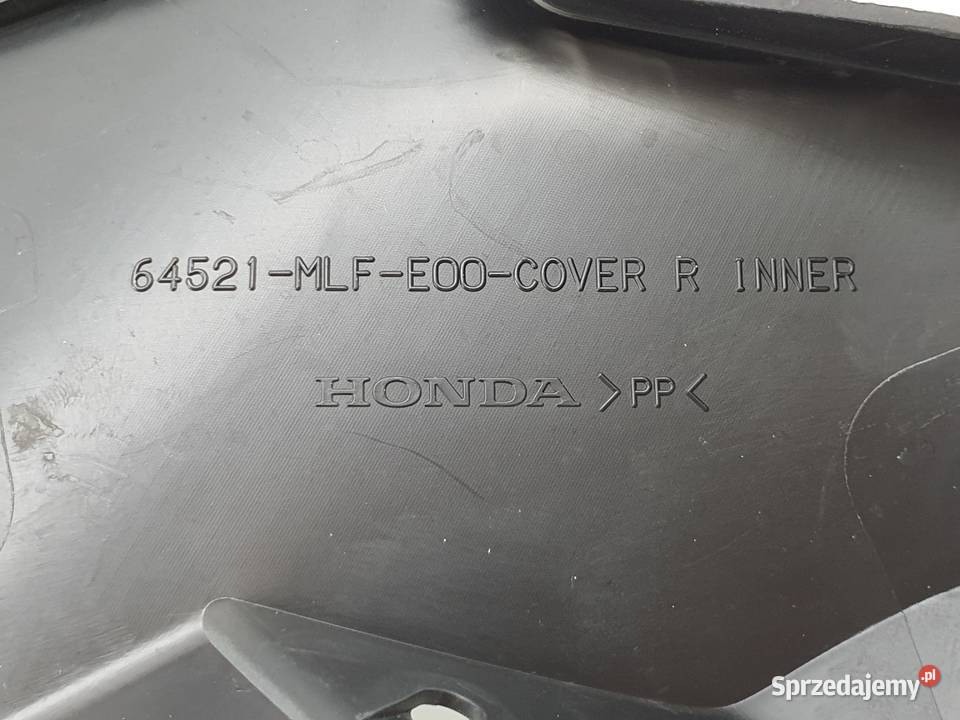 64521-MLF-E00-COVER R INNER
HONDA >PP<
Sprzedajemy.pl